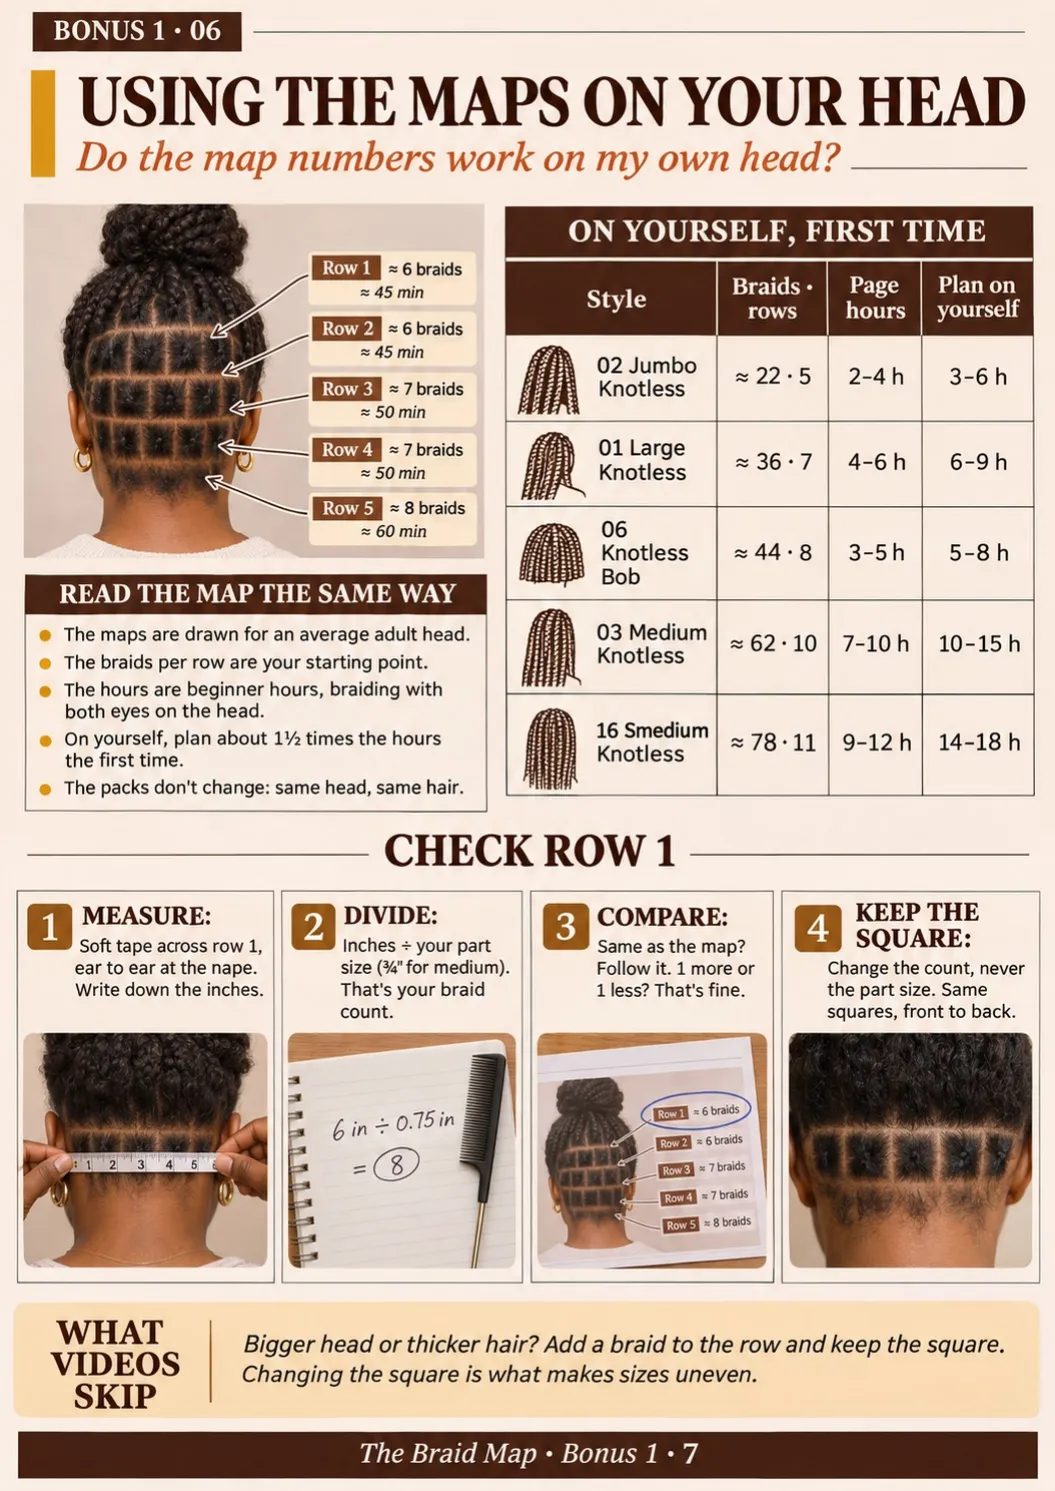 BONUS 1 · 06
USING THE MAPS ON YOUR HEAD
Do the map numbers work on my own head?
Row 1 ≈ 6 braids
≈ 45 min
Row 2 ≈ 6 braids
≈ 45 min
Row 3 ≈ 7 braids
≈ 50 min
Row 4 ≈ 7 braids
≈ 50 min
Row 5 ≈ 8 braids
≈ 60 min
READ THE MAP THE SAME WAY
The maps are drawn for an average adult head.
The braids per row are your starting point.
The hours are beginner hours, braiding with
both eyes on the head.
On yourself, plan about 1½ times the hours
the first time.
The packs don't change: same head, same hair.
ON YOURSELF, FIRST TIME
Style
Braids ·
rows
Page
hours
Plan on
yourself
02 Jumbo
Knotless
≈ 22 · 5
2–4 h
3–6 h
01 Large
Knotless
≈ 36 · 7
4–6 h
6–9 h
06
Knotless
Bob
≈ 44 · 8
3–5 h
5–8 h
03 Medium
Knotless
≈ 62 · 10
7–10 h
10–15 h
16 Smedium
Knotless
≈ 78 · 11
9–12 h
14–18 h
CHECK ROW 1
1 MEASURE:
Soft tape across row 1,
ear to ear at the nape.
Write down the inches.
1 2 3 4 5 6
2 DIVIDE:
Inches ÷ your part
size (¾" for medium).
That's your braid
count.
6 in ÷ 0.75 in
= 8
3 COMPARE:
Same as the map?
Follow it. 1 more or
1 less? That's fine.
Row 1 ≈ 6 braids
Row 2 ≈ 6 braids
Row 3 ≈ 7 braids
Row 4 ≈ 7 braids
Row 5 ≈ 8 braids
4 KEEP THE
SQUARE:
Change the count, never
the part size. Same
squares, front to back.
WHAT
VIDEOS
SKIP
Bigger head or thicker hair? Add a braid to the row and keep the square.
Changing the square is what makes sizes uneven.
The Braid Map · Bonus 1 · 7